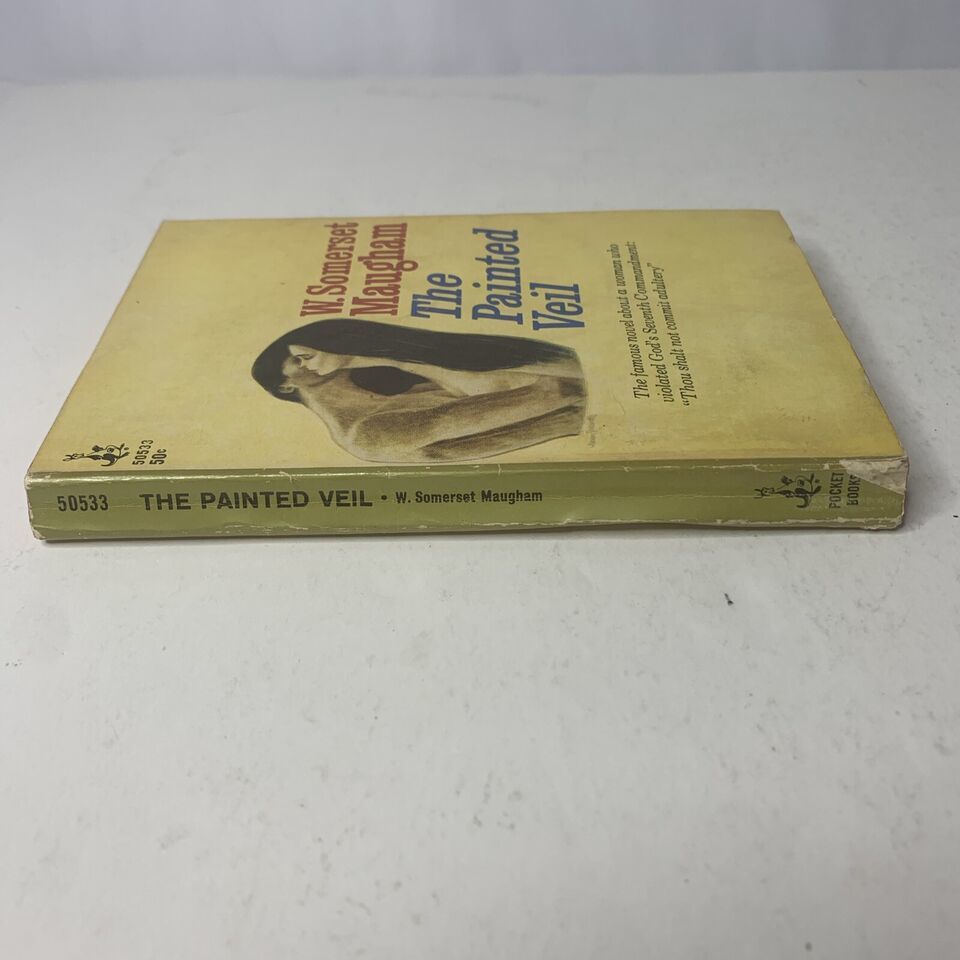 W. Somerset
Maugham
The
Painted
Veil
The famous novel about a woman who
violated God's Seventh Commandment:
"Thou shalt not commit adultery"
50533
50c
50533 THE PAINTED VEIL • W. Somerset Maugham
POCKET
BOOKS